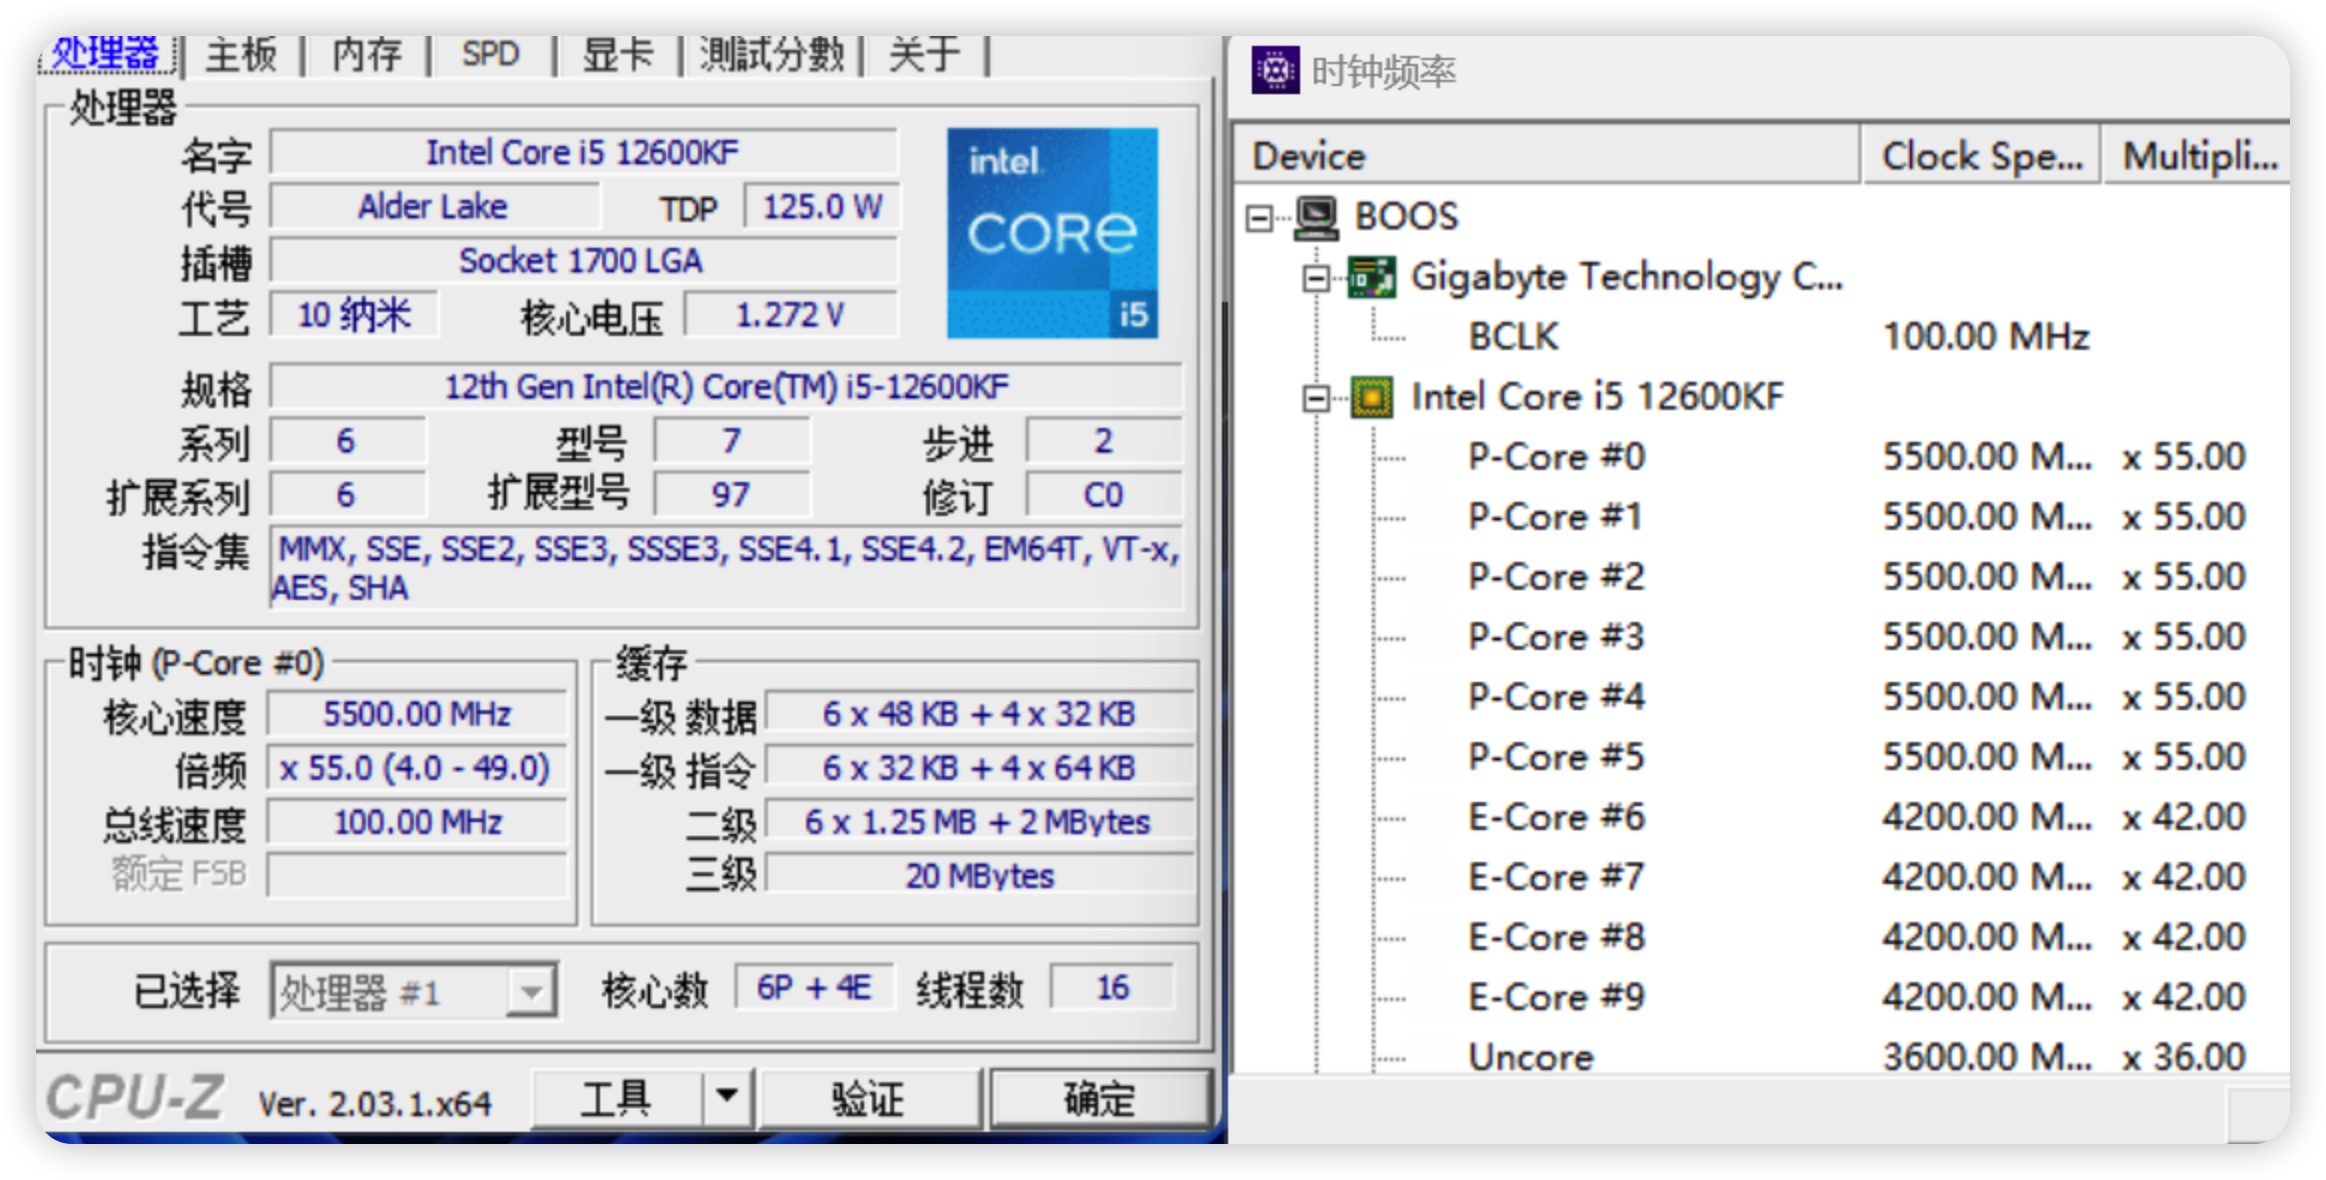 处理器 主板 内存 SPD 显卡 測試分數 关于
处理器
名字 Intel Core i5 12600KF
代号 Alder Lake TDP 125.0 W
插槽 Socket 1700 LGA
工艺 10 纳米 核心电压 1.272 V
intel
CORe
i5
规格 12th Gen Intel(R) Core(TM) i5-12600KF
系列 6 型号 7 步进 2
扩展系列 6 扩展型号 97 修订 C0
指令集 MMX, SSE, SSE2, SSE3, SSSE3, SSE4.1, SSE4.2, EM64T, VT-x,
AES, SHA
时钟 (P-Core #0)
核心速度 5500.00 MHz
倍频 x 55.0 (4.0 - 49.0)
总线速度 100.00 MHz
额定 FSB
缓存
一级 数据 6 x 48 KB + 4 x 32 KB
一级 指令 6 x 32 KB + 4 x 64 KB
二级 6 x 1.25 MB + 2 MBytes
三级 20 MBytes
已选择 处理器 #1 核心数 6P + 4E 线程数 16
CPU-Z Ver. 2.03.1.x64 工具 验证 确定
时钟频率
Device Clock Spe... Multipli...
BOOS
Gigabyte Technology C...
BCLK 100.00 MHz
Intel Core i5 12600KF
P-Core #0 5500.00 M... x 55.00
P-Core #1 5500.00 M... x 55.00
P-Core #2 5500.00 M... x 55.00
P-Core #3 5500.00 M... x 55.00
P-Core #4 5500.00 M... x 55.00
P-Core #5 5500.00 M... x 55.00
E-Core #6 4200.00 M... x 42.00
E-Core #7 4200.00 M... x 42.00
E-Core #8 4200.00 M... x 42.00
E-Core #9 4200.00 M... x 42.00
Uncore 3600.00 M... x 36.00